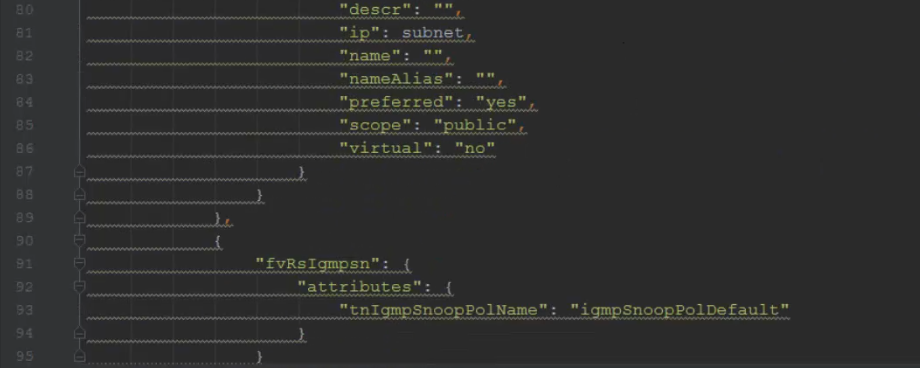 80 "descr": "",
81 "ip": subnet,
82 "name": "",
83 "nameAlias": "",
84 "preferred": "yes",
85 "scope": "public",
86 "virtual": "no"
87 }
88 }
89 },
90 {
91 "fvRsIgmpsn": {
92 "attributes": {
93 "tnIgmpSnoopPolName": "igmpSnoopPolDefault"
94 }
95 }